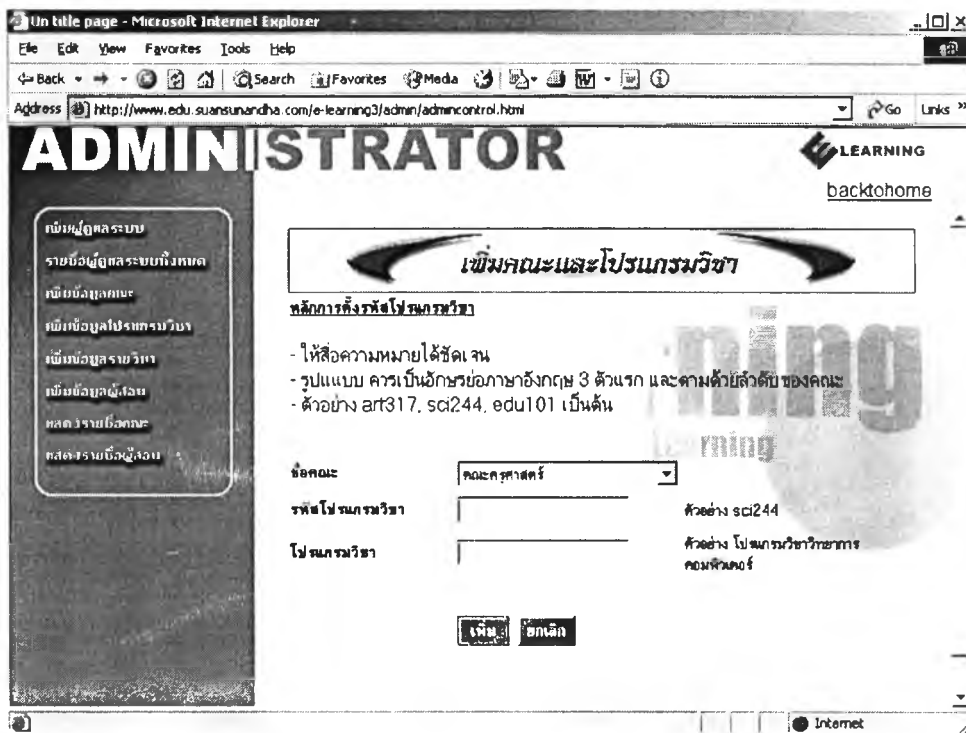 Un title page - Microsoft Internet Explorer
File Edit View Favorites Tools Help
Back Search Favorites Media
Address http://www.edu.suansunandha.com/e-learning3/admin/admincontrol.html Go Links »
ADMINISTRATOR
E LEARNING
backtohome
เพิ่มผู้ดูแลระบบ
รายชื่อผู้ดูแลระบบทั้งหมด
เพิ่มข้อมูลคณะ
เพิ่มข้อมูลโปรแกรมวิชา
เพิ่มข้อมูลรายวิชา
เพิ่มข้อมูลผู้สอน
แสดงรายชื่อคณะ
แสดงรายชื่อผู้สอน
เพิ่มคณะและโปรแกรมวิชา
หลักการตั้งรหัสโปรแกรมวิชา
- ให้สื่อความหมายได้ชัดเจน
- รูปแบบ ควรเป็นอักษรย่อภาษาอังกฤษ 3 ตัวแรก และตามด้วยลำดับของคณะ
- ตัวอย่าง art317, sci244, edu101 เป็นต้น
ning
learning
ชื่อคณะ คณะครุศาสตร์
รหัสโปรแกรมวิชา ตัวอย่าง sci244
โปรแกรมวิชา ตัวอย่าง โปรแกรมวิชาวิทยาการ
คอมพิวเตอร์
เพิ่ม ยกเลิก
Internet